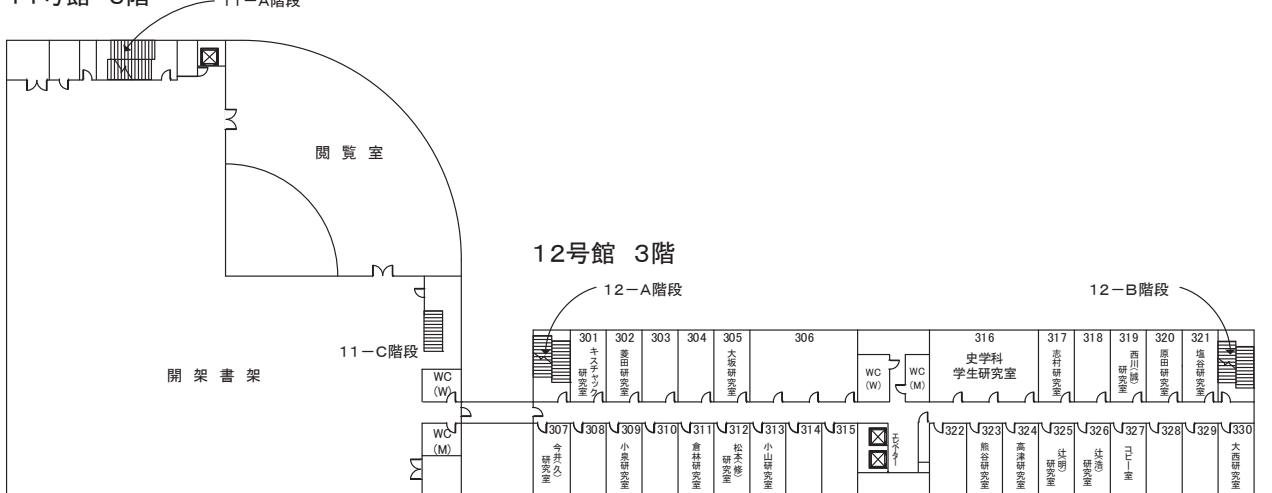 11号館 3階
11－A階段
閲覧室
開架書架
11－C階段
WC
(W)
WC
(M)
12号館 3階
12－A階段
12－B階段
301
キスチャック
研究室
302
菱田研究室
303
304
305
大坂研究室
306
WC
(W)
WC
(M)
316
史学科
学生研究室
317
志村研究室
318
319
西川(誠)
研究室
320
原田研究室
321
塩谷研究室
307
今井(久)
研究室
308
309
小泉研究室
310
311
倉林研究室
312
松本(修)
研究室
313
小山研究室
314
315
エレベーター
322
323
熊谷研究室
324
高津研究室
325
辻(明)
研究室
326
辻(浩)
研究室
327
コピー室
328
329
330
大西研究室